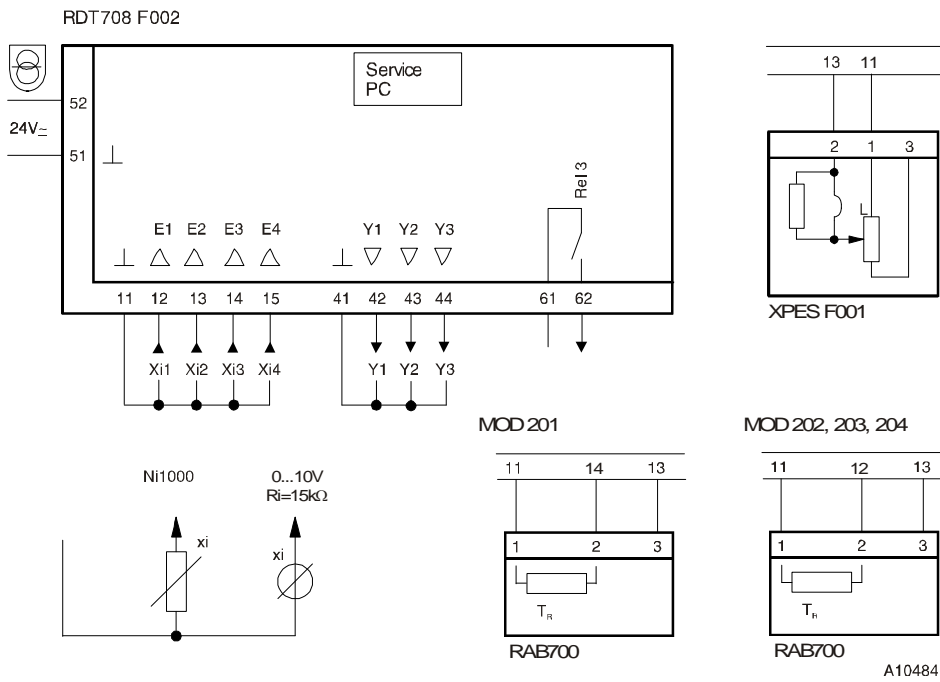 RDT708 F002
Service
PC
52
24V≂
51
Rel 3
E1 E2 E3 E4
Y1 Y2 Y3
11 12 13 14 15 41 42 43 44 61 62
Xi1 Xi2 Xi3 Xi4
Y1 Y2 Y3
13 11
2 1 3
L
XPES F001
Ni1000
xi
0...10V
Ri=15kΩ
xi
MOD 201
11 14 13
1 2 3
TR
RAB700
MOD 202, 203, 204
11 12 13
1 2 3
TR
RAB700
A10484